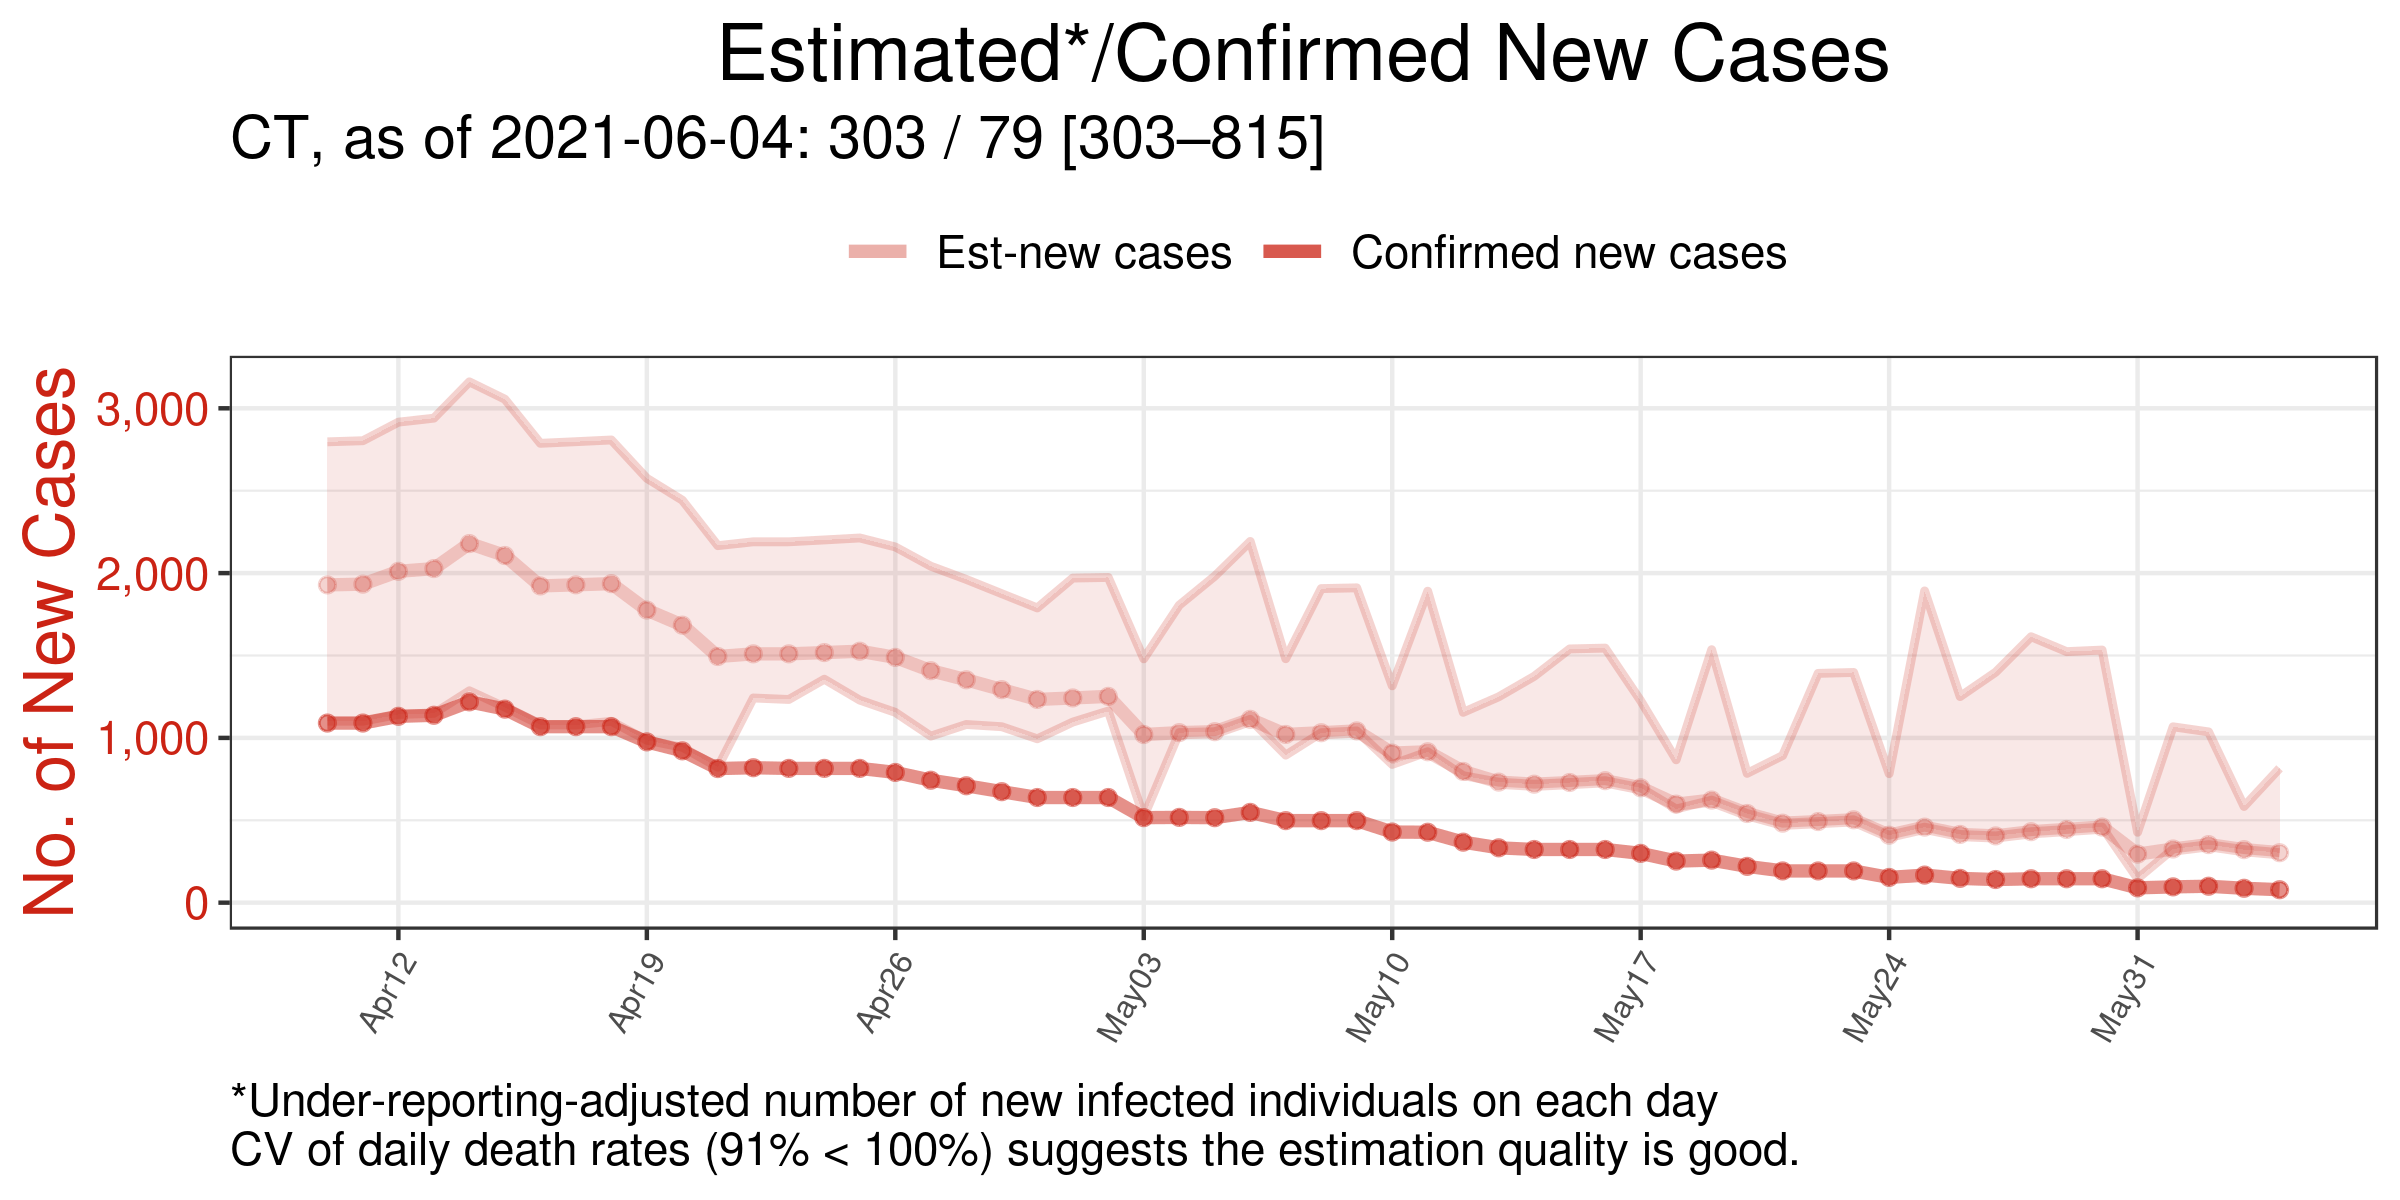 Estimated*/Confirmed New Cases
CT, as of 2021-06-04: 303 / 79 [303–815]
Est-new cases
Confirmed new cases
No. of New Cases
3,000
2,000
1,000
0
Apr12
Apr19
Apr26
May03
May10
May17
May24
May31
*Under-reporting-adjusted number of new infected individuals on each day
CV of daily death rates (91% < 100%) suggests the estimation quality is good.